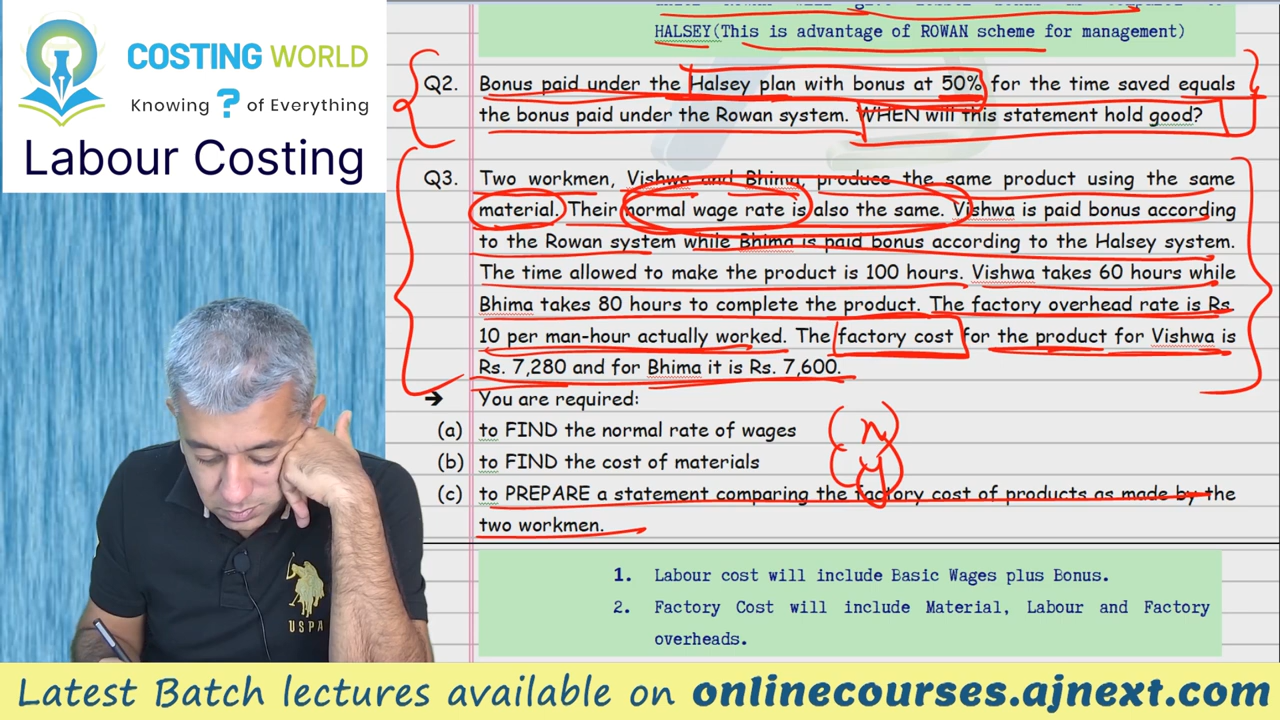 HALSEY(This is advantage of ROWAN scheme for management)
COSTING WORLD
Knowing ? of Everything
Labour Costing
Q2. Bonus paid under the Halsey plan with bonus at 50% for the time saved equals
the bonus paid under the Rowan system. WHEN will this statement hold good?
Q3. Two workmen, Vishwa and Bhima, produce the same product using the same
material. Their normal wage rate is also the same. Vishwa is paid bonus according
to the Rowan system while Bhima is paid bonus according to the Halsey system.
The time allowed to make the product is 100 hours. Vishwa takes 60 hours while
Bhima takes 80 hours to complete the product. The factory overhead rate is Rs.
10 per man-hour actually worked. The factory cost for the product for Vishwa is
Rs. 7,280 and for Bhima it is Rs. 7,600.
➔ You are required:
(a) to FIND the normal rate of wages
(b) to FIND the cost of materials
(c) to PREPARE a statement comparing the factory cost of products as made by the
two workmen.
x
y
1. Labour cost will include Basic Wages plus Bonus.
2. Factory Cost will include Material, Labour and Factory
overheads.
USPA
Latest Batch lectures available on onlinecourses.ajnext.com